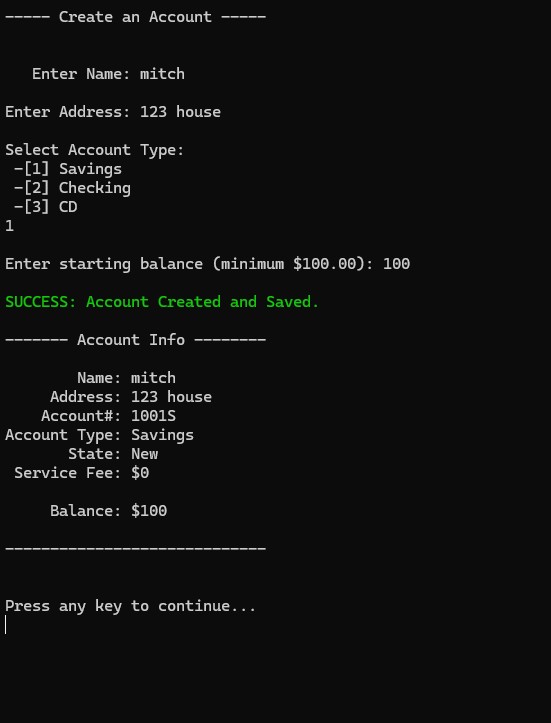 ----- Create an Account -----
Enter Name: mitch
Enter Address: 123 house
Select Account Type:
-[1] Savings
-[2] Checking
-[3] CD
1
Enter starting balance (minimum $100.00): 100
SUCCESS: Account Created and Saved.
------- Account Info --------
Name: mitch
Address: 123 house
Account#: 1001S
Account Type: Savings
State: New
Service Fee: $0
Balance: $100
-----------------------------
Press any key to continue...